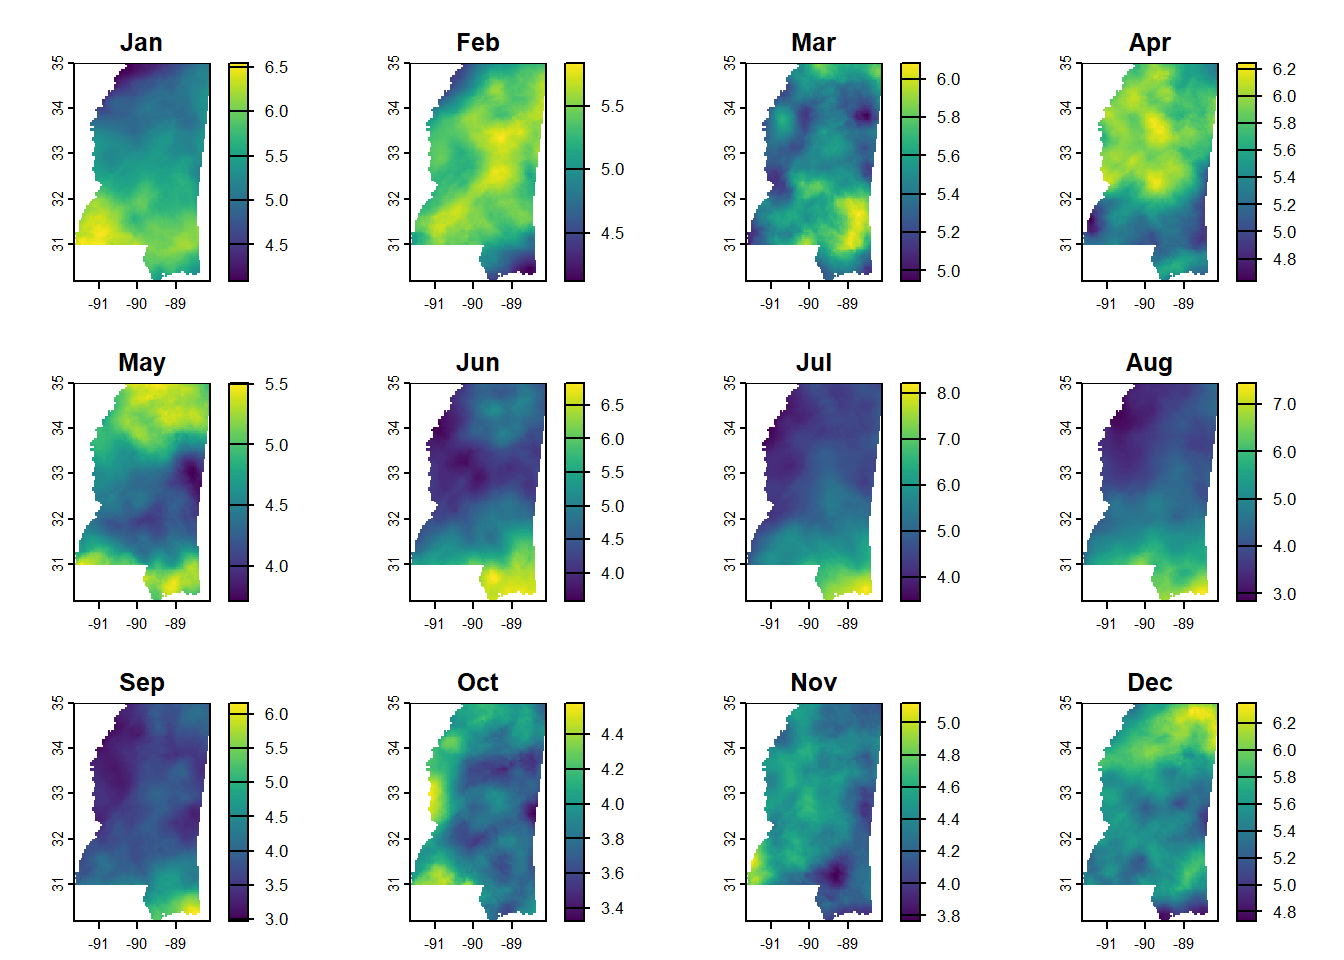 Jan Feb Mar Apr
35 34 33 32 31 6.5 6.0 5.5 5.0 4.5 35 34 33 32 31 5.5 5.0 4.5 35 34 33 32 31 6.0 5.8 5.6 5.4 5.2 5.0 35 34 33 32 31 6.2 6.0 5.8 5.6 5.4 5.2 5.0 4.8
-91 -90 -89 -91 -90 -89 -91 -90 -89 -91 -90 -89
May Jun Jul Aug
35 34 33 32 31 5.5 5.0 4.5 4.0 35 34 33 32 31 6.5 6.0 5.5 5.0 4.5 4.0 35 34 33 32 31 8.0 7.0 6.0 5.0 4.0 35 34 33 32 31 7.0 6.0 5.0 4.0 3.0
-91 -90 -89 -91 -90 -89 -91 -90 -89 -91 -90 -89
Sep Oct Nov Dec
35 34 33 32 31 6.0 5.5 5.0 4.5 4.0 3.5 3.0 35 34 33 32 31 4.4 4.2 4.0 3.8 3.6 3.4 35 34 33 32 31 5.0 4.8 4.6 4.4 4.2 4.0 3.8 35 34 33 32 31 6.2 6.0 5.8 5.6 5.4 5.2 5.0 4.8
-91 -90 -89 -91 -90 -89 -91 -90 -89 -91 -90 -89